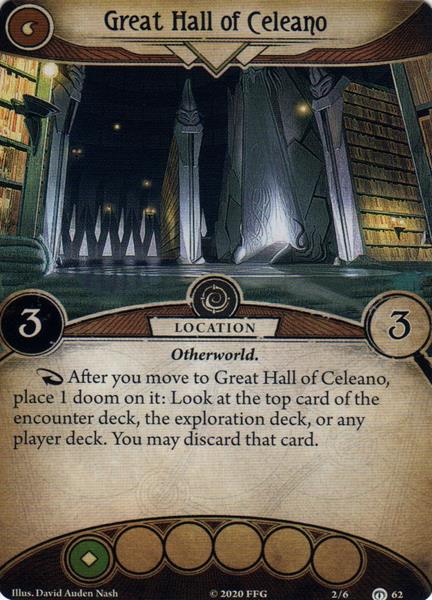 Great Hall of Celeano
3
3
LOCATION
Otherworld.
After you move to Great Hall of Celeano,
place 1 doom on it: Look at the top card of the
encounter deck, the exploration deck, or any
player deck. You may discard that card.
Illus. David Auden Nash © 2020 FFG 2/6 62